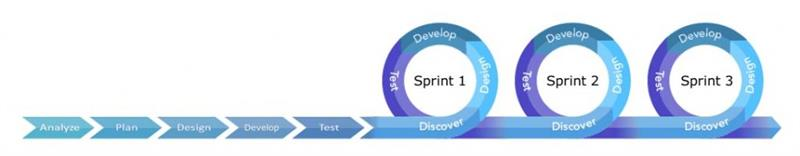 Analyze
Plan
Design
Develop
Test
Develop
Design
Test
Sprint 1
Discover
Develop
Design
Test
Sprint 2
Discover
Develop
Design
Test
Sprint 3
Discover